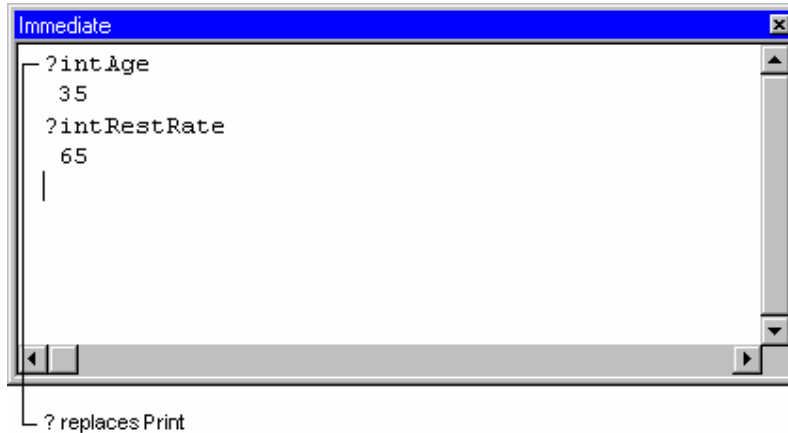 Immediate
?intAge
35
?intRestRate
65
? replaces Print